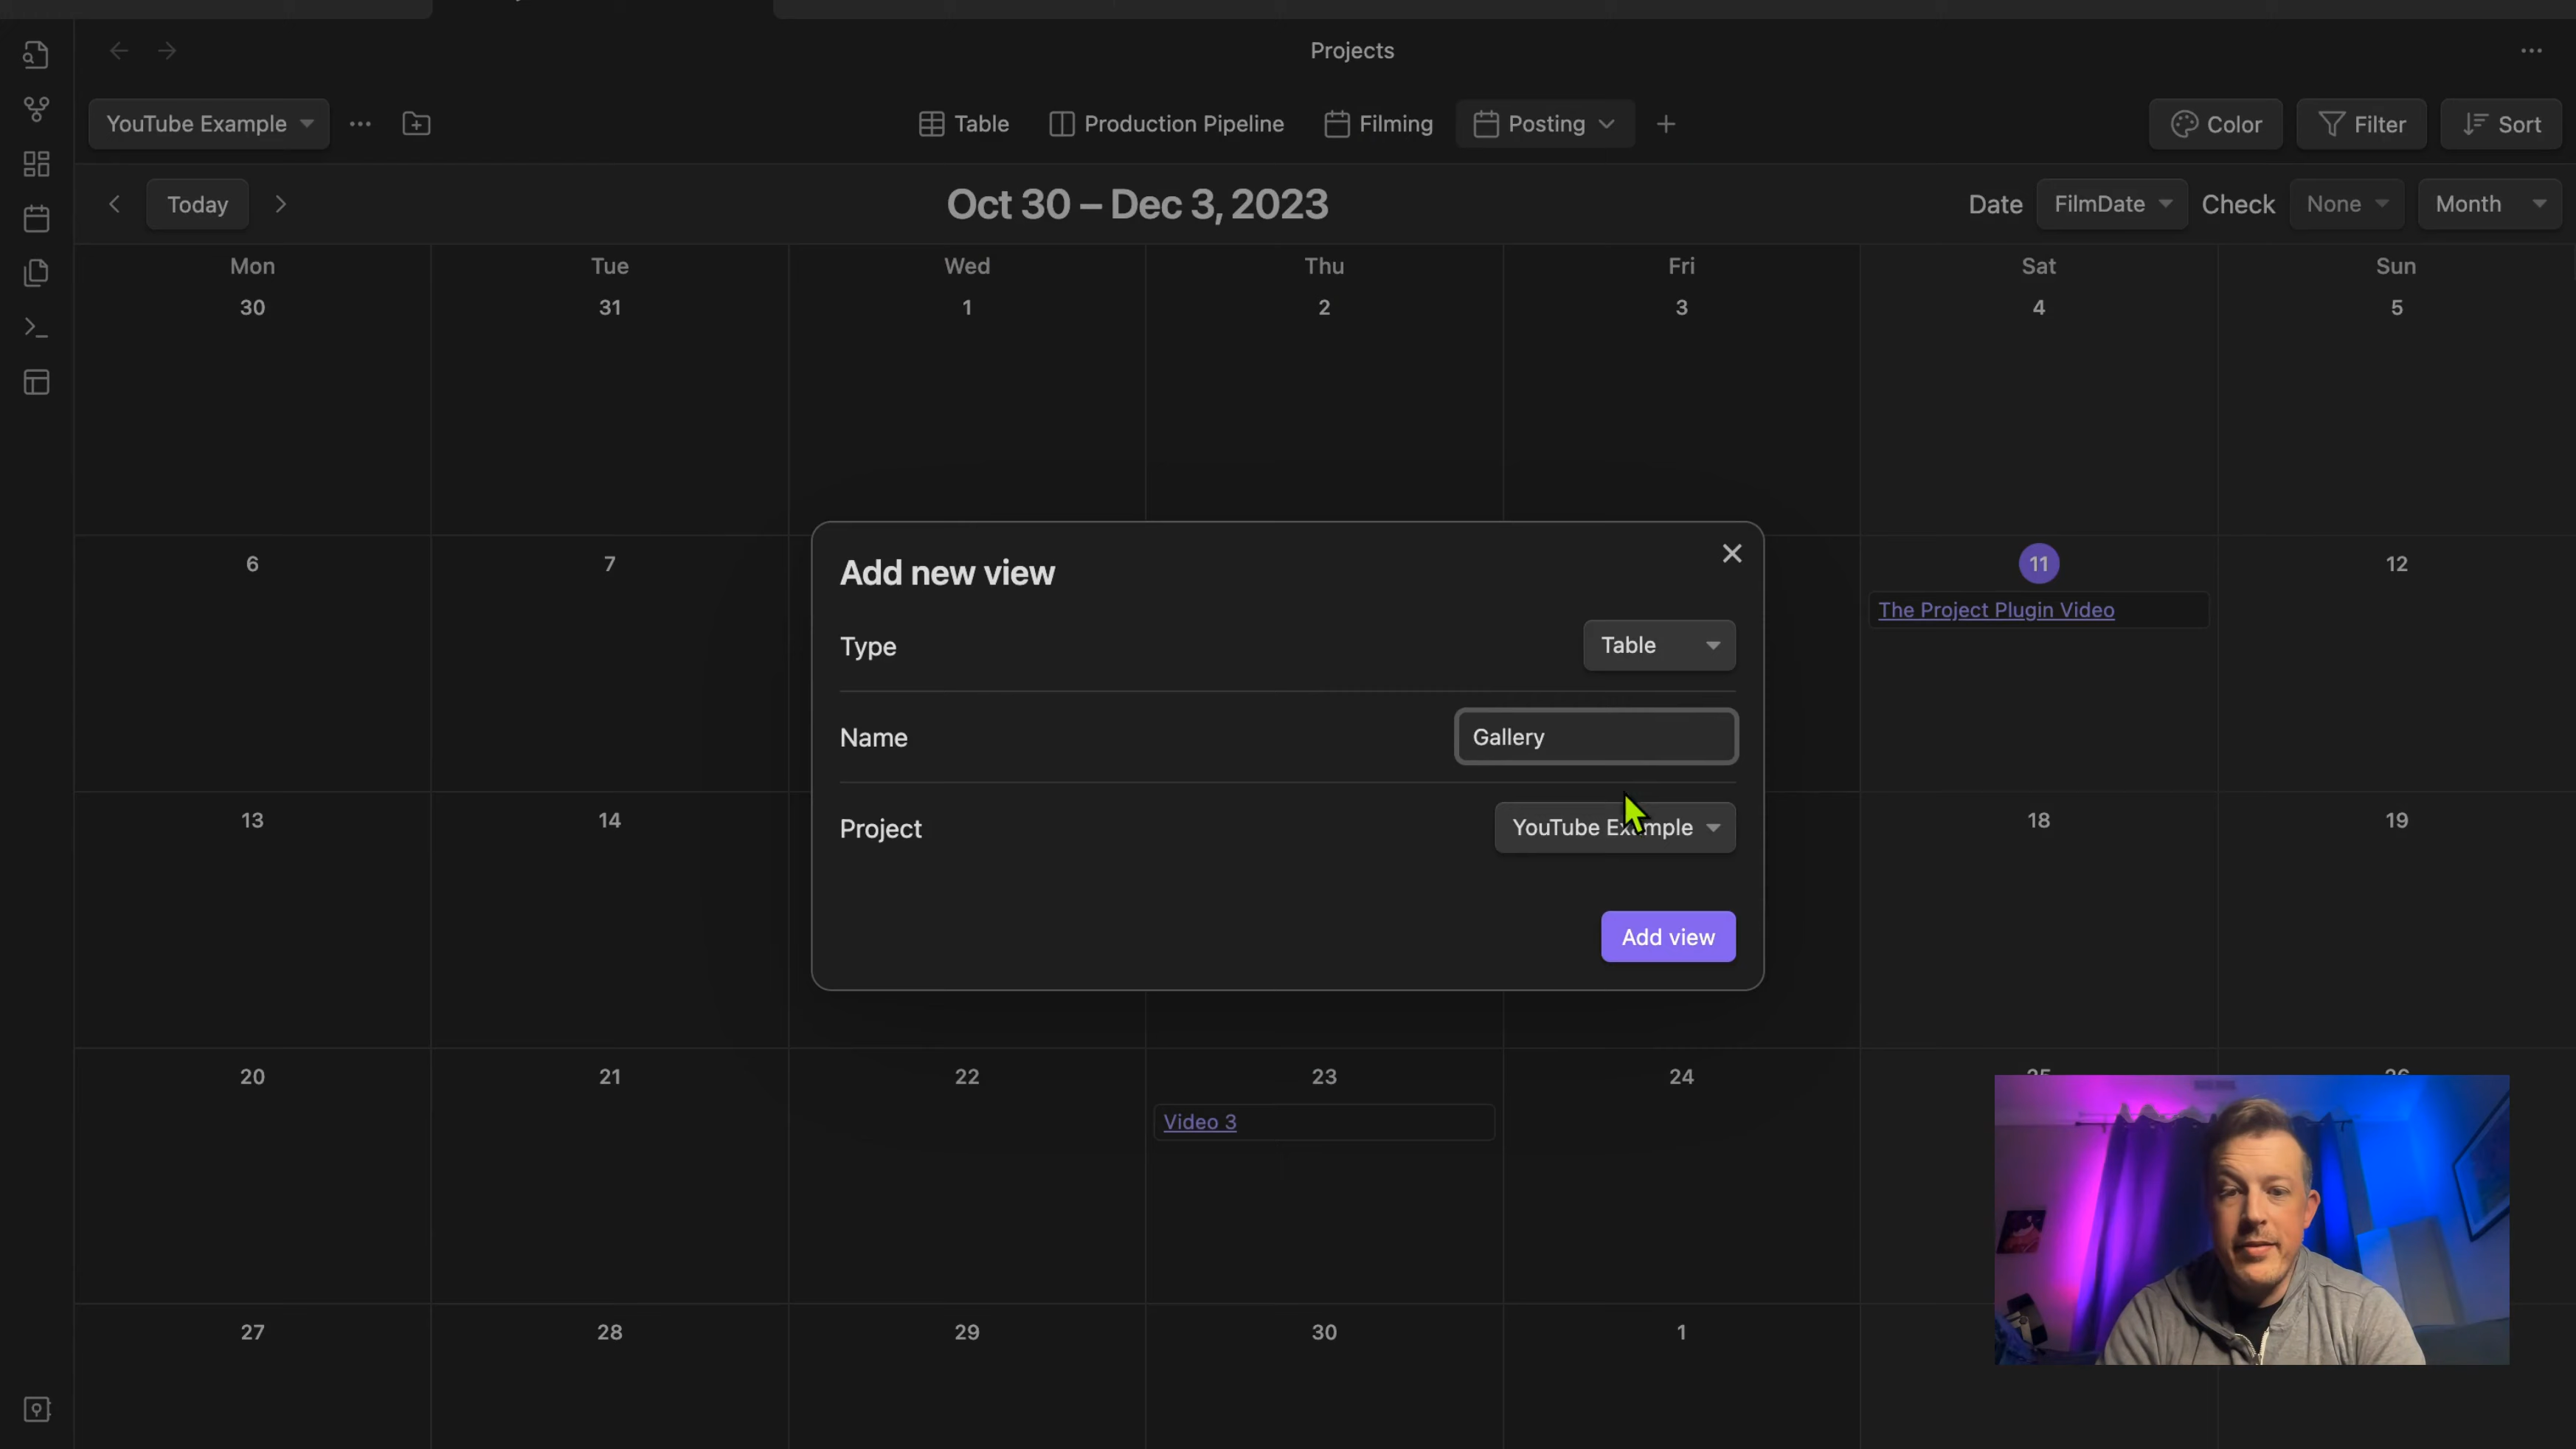 Projects
YouTube Example
Table
Production Pipeline
Filming
Posting
Color
Filter
Sort
Today
Oct 30 – Dec 3, 2023
Date
FilmDate
Check
None
Month
Mon
Tue
Wed
Thu
Fri
Sat
Sun
30
31
1
2
3
4
5
6
7
11
12
The Project Plugin Video
Add new view
Type
Table
Name
Gallery
Project
YouTube Example
Add view
13
14
18
19
20
21
22
23
24
25
26
Video 3
27
28
29
30
1